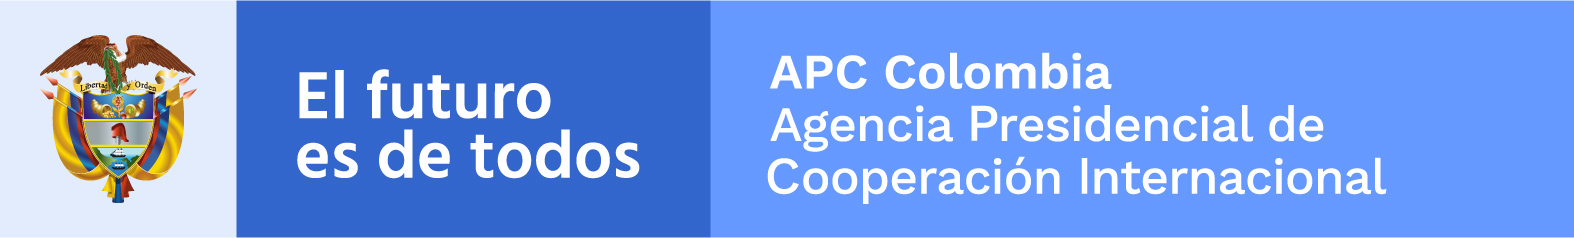 Libertad y Orden
El futuro
es de todos
APC Colombia
Agencia Presidencial de
Cooperación Internacional